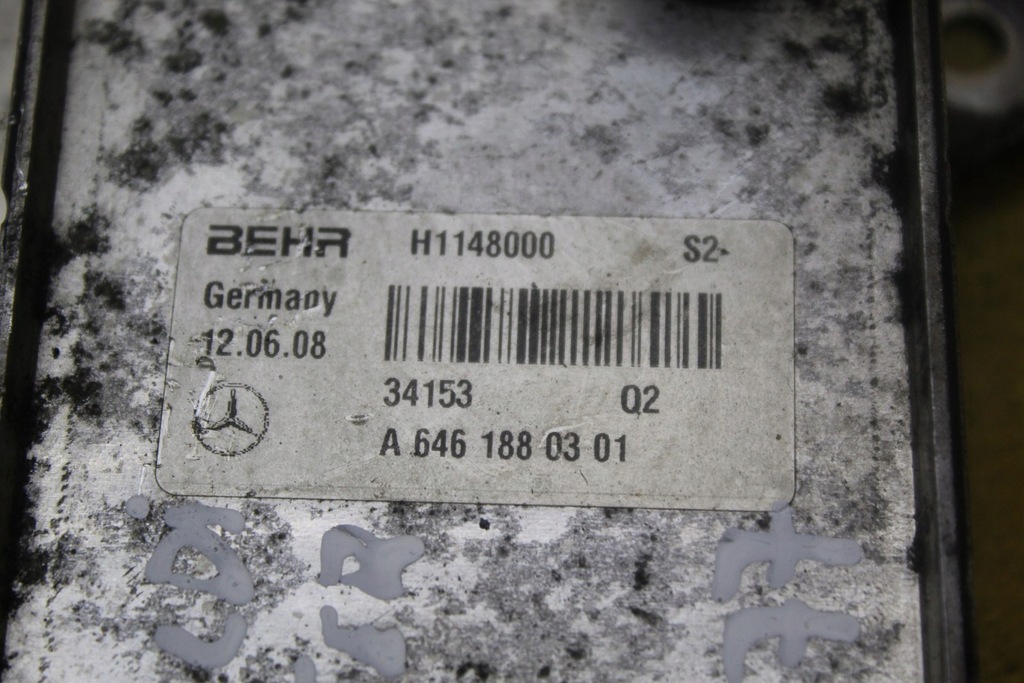 BEHR H1148000 S2
Germany
12.06.08
34153 Q2
A 646 188 03 01